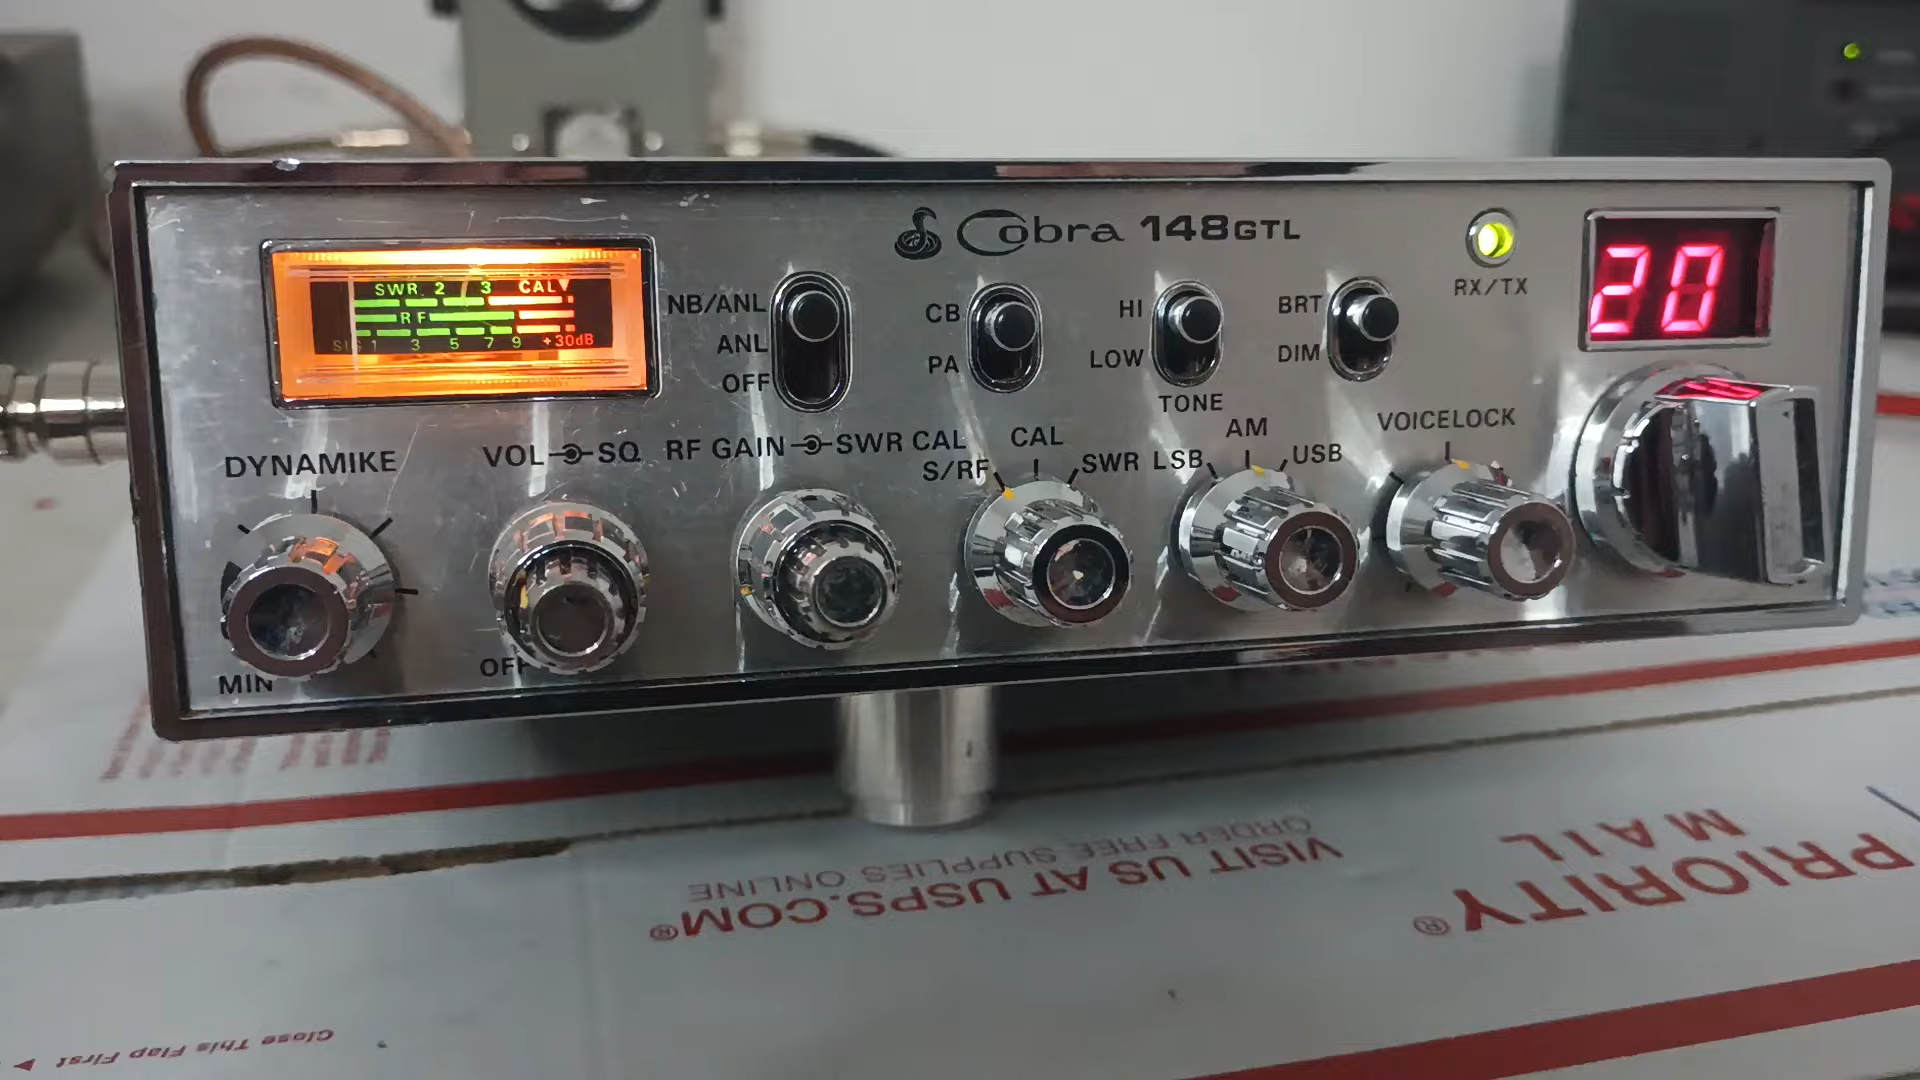 Cobra 148GTL
RX/TX
20
SWR 2 3 CAL
RF
SIG 1 3 5 7 9 +30dB
NB/ANL
ANL
OFF
CB
PA
HI
LOW
TONE
BRT
DIM
DYNAMIKE
MIN
VOL SQ
OFF
RF GAIN SWR CAL
S/RF CAL SWR
LSB AM USB
VOICELOCK
PRIORITY
MAIL
VISIT US AT USPS.COM®
ORDER FREE SUPPLIES ONLINE
Close This Flap First